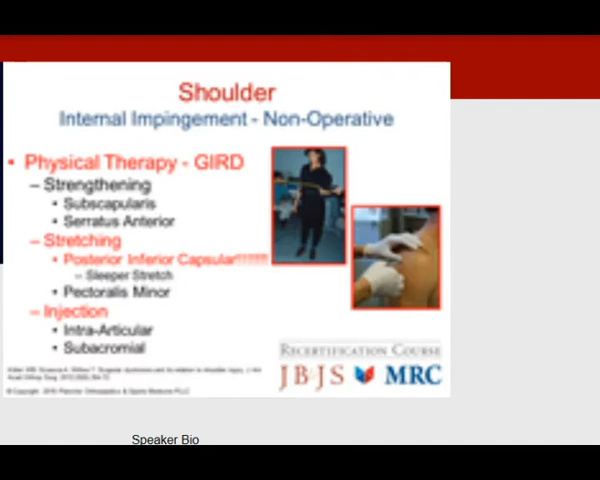 Shoulder
Internal Impingement - Non-Operative
• Physical Therapy - GIRD
– Strengthening
• Subscapularis
• Serratus Anterior
– Stretching
• Posterior Inferior Capsular!!!!!!!!!
– Sleeper Stretch
• Pectoralis Minor
– Injection
• Intra-Articular
• Subacromial
RECERTIFICATION COURSE
JBJS MRC
Speaker Bio